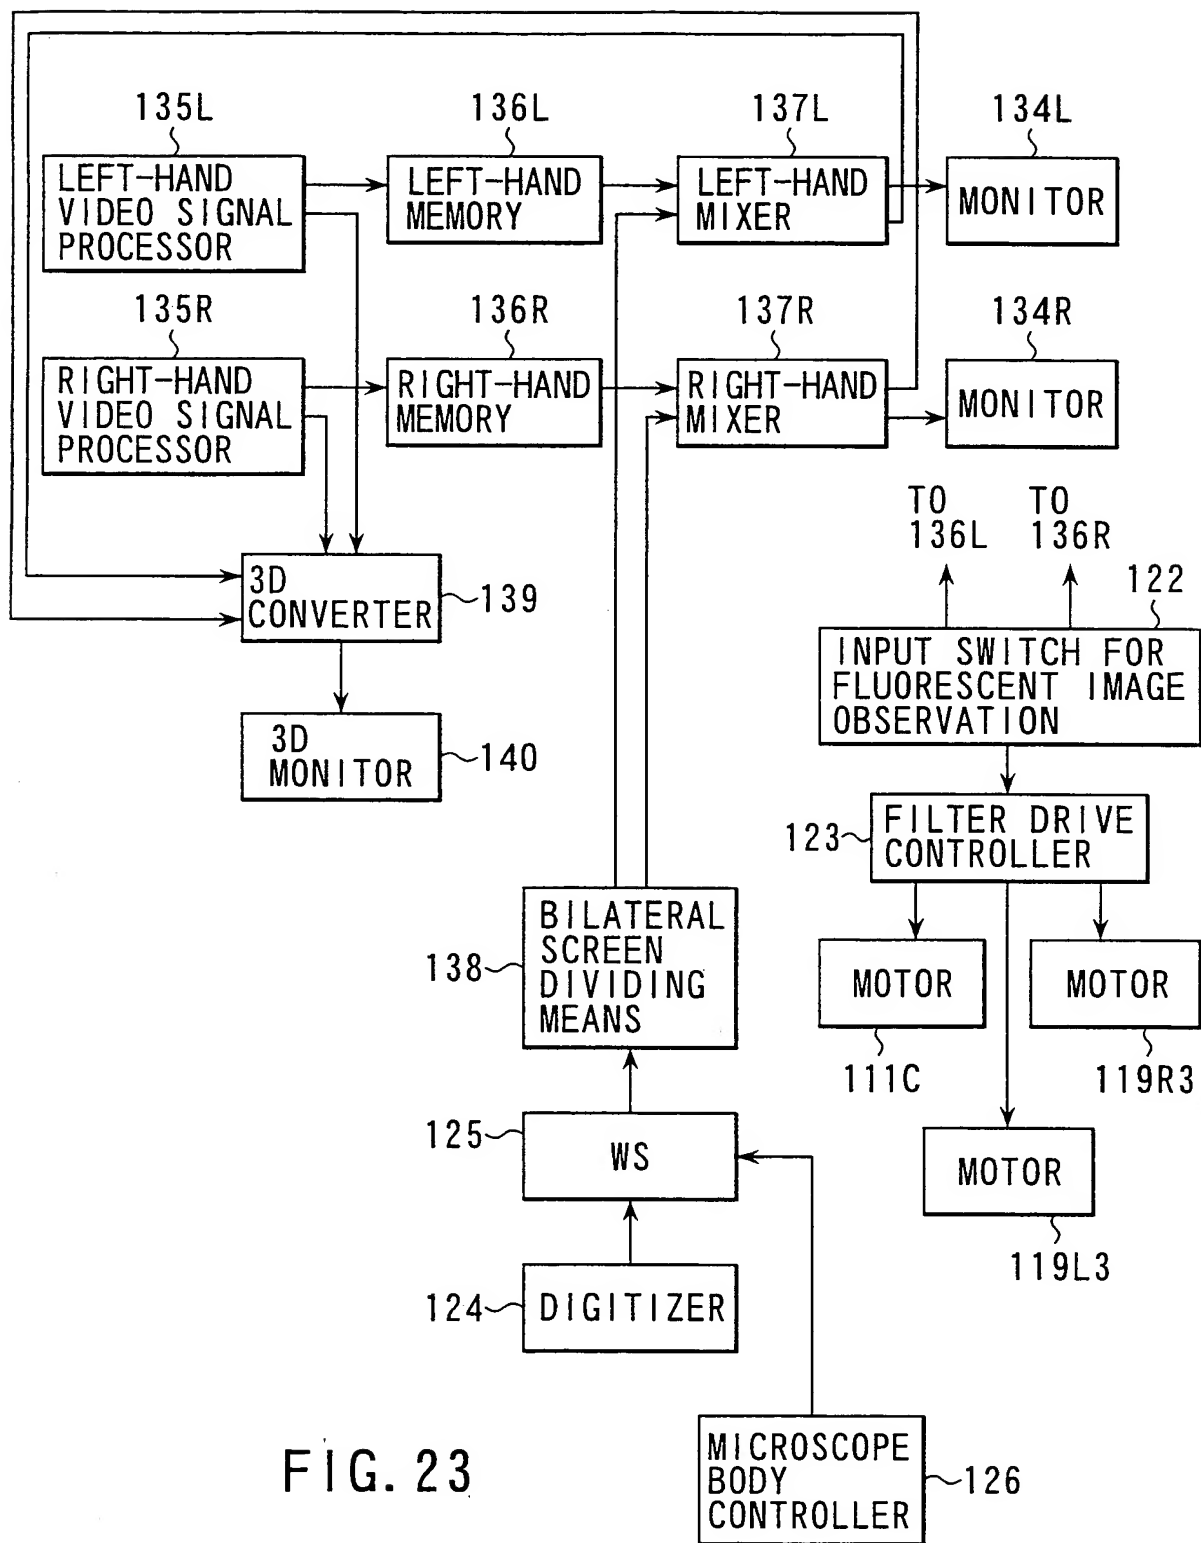 135L
136L
137L
134L
LEFT-HAND
VIDEO SIGNAL
PROCESSOR
LEFT-HAND
MEMORY
LEFT-HAND
MIXER
MONITOR
135R
136R
137R
134R
RIGHT-HAND
VIDEO SIGNAL
PROCESSOR
RIGHT-HAND
MEMORY
RIGHT-HAND
MIXER
MONITOR
TO
136L
TO
136R
3D
CONVERTER
139
122
INPUT SWITCH FOR
FLUORESCENT IMAGE
OBSERVATION
3D
MONITOR
140
123
FILTER DRIVE
CONTROLLER
138
BILATERAL
SCREEN
DIVIDING
MEANS
MOTOR
MOTOR
111C
119R3
125
WS
MOTOR
119L3
124
DIGITIZER
MICROSCOPE
BODY
CONTROLLER
126
FIG. 23